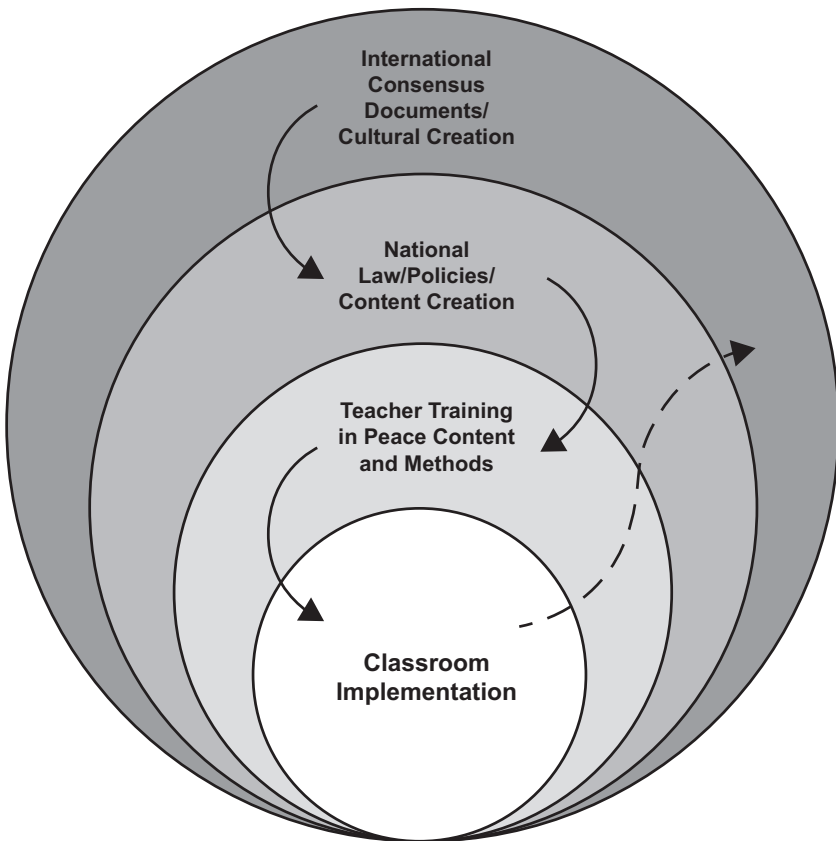 International
Consensus
Documents/
Cultural Creation
National
Law/Policies/
Content Creation
Teacher Training
in Peace Content
and Methods
Classroom
Implementation